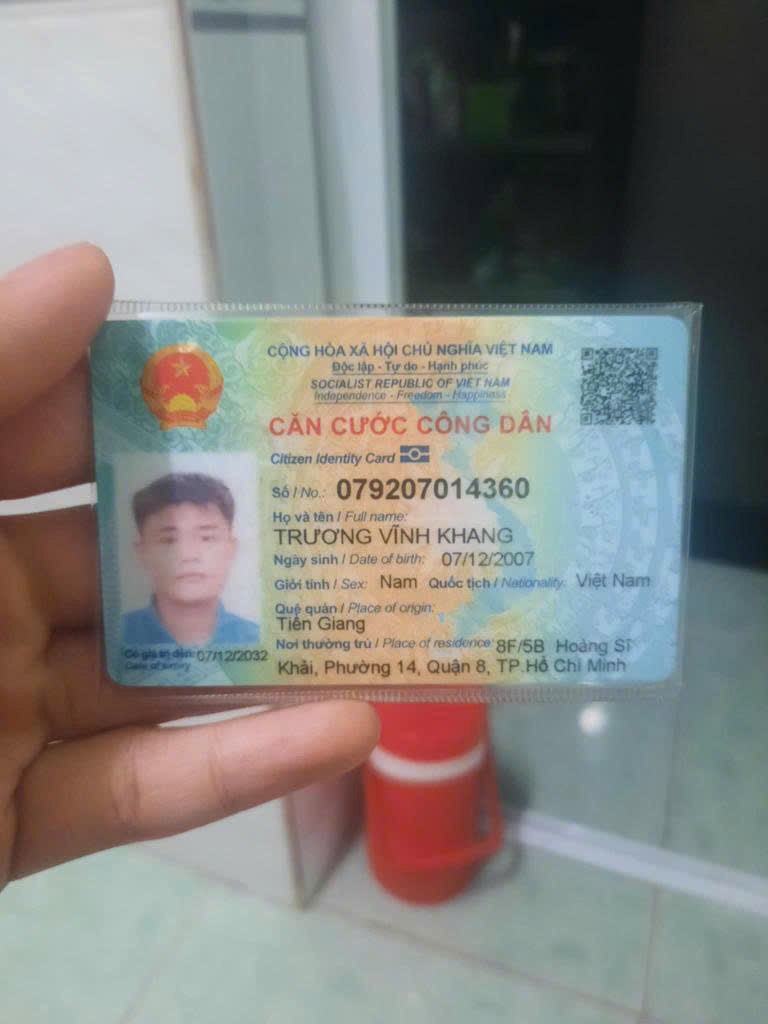 CỘNG HÒA XÃ HỘI CHỦ NGHĨA VIỆT NAM
Độc lập - Tự do - Hạnh phúc
SOCIALIST REPUBLIC OF VIET NAM
Independence - Freedom - Happiness
CĂN CƯỚC CÔNG DÂN
Citizen Identity Card
Số / No.: 079207014360
Họ và tên / Full name:
TRƯƠNG VĨNH KHANG
Ngày sinh / Date of birth: 07/12/2007
Giới tính / Sex: Nam Quốc tịch / Nationality: Việt Nam
Quê quán / Place of origin:
Tiền Giang
Nơi thường trú / Place of residence: 8F/5B Hoàng Sĩ
Khải, Phường 14, Quận 8, TP.Hồ Chí Minh
Có giá trị đến: 07/12/2032
Date of expiry